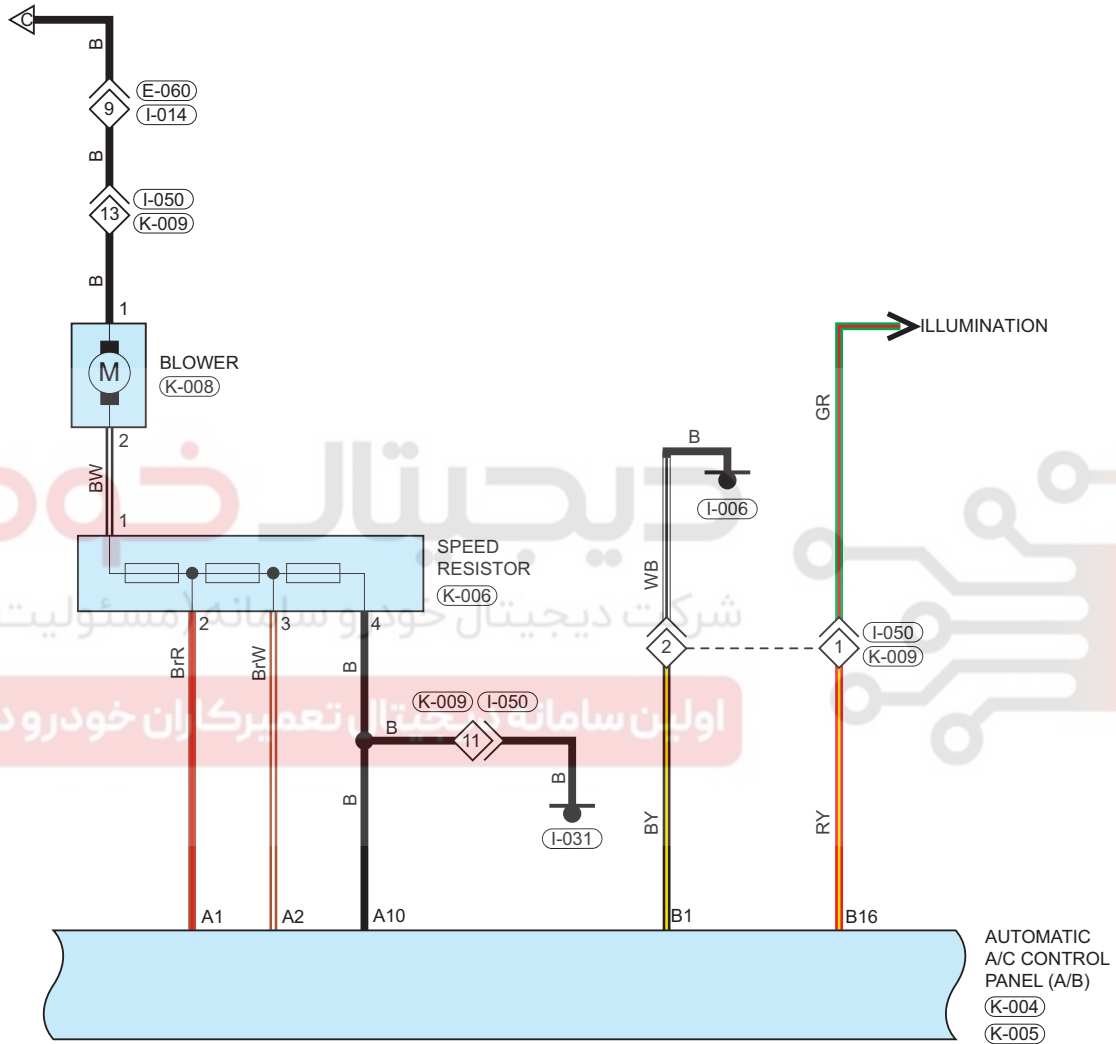 C
B
E-060
9
I-014
B
I-050
13
K-009
B
1
ILLUMINATION
BLOWER
M
K-008
GR
2
B
BW
I-006
1
SPEED
RESISTOR
WB
K-006
دیجیتال خودرو
شرکت دیجیتال خودرو سامانه (مسئولیت
2
3
4
I-050
2
1
K-009
BrR
BrW
B
K-009
I-050
اولین سامانه دیجیتال تعمیرکاران خودرو د
B
11
B
B
BY
RY
I-031
A1
A2
A10
B1
B16
AUTOMATIC
A/C CONTROL
PANEL (A/B)
K-004
K-005